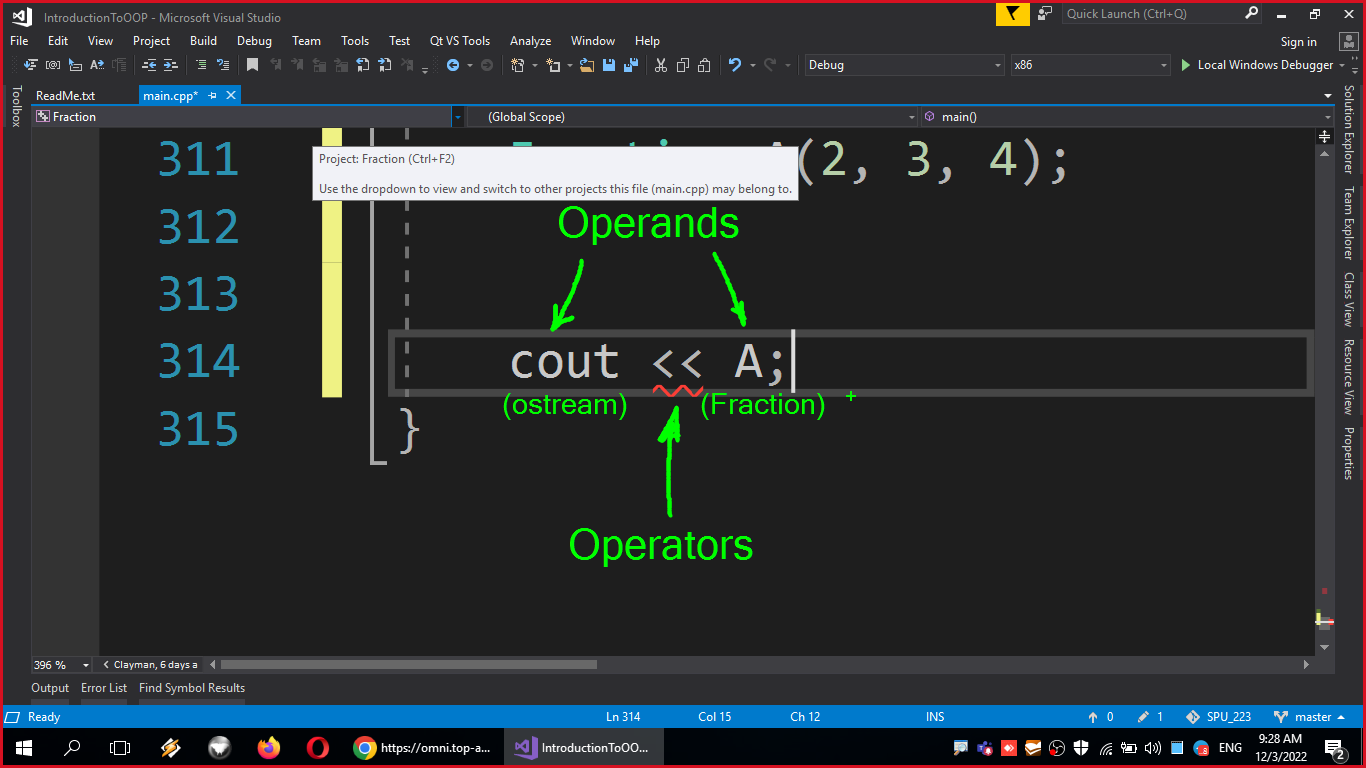 IntroductionToOOP - Microsoft Visual Studio
Quick Launch (Ctrl+Q)
File Edit View Project Build Debug Team Tools Test Qt VS Tools Analyze Window Help
Sign in
Debug x86 Local Windows Debugger
Toolbox
ReadMe.txt main.cpp*
Fraction (Global Scope) main()
311 A(2, 3, 4);
Project: Fraction (Ctrl+F2)
Use the dropdown to view and switch to other projects this file (main.cpp) may belong to.
312
Operands
313
314 cout << A;
(ostream) (Fraction)
315 }
Operators
Solution Explorer
Team Explorer
Class View
Resource View
Properties
396 % Clayman, 6 days a
Output Error List Find Symbol Results
Ready Ln 314 Col 15 Ch 12 INS 0 1 SPU_223 master
https://omni.top-a... IntroductionToOO... ENG 9:28 AM
12/3/2022
2